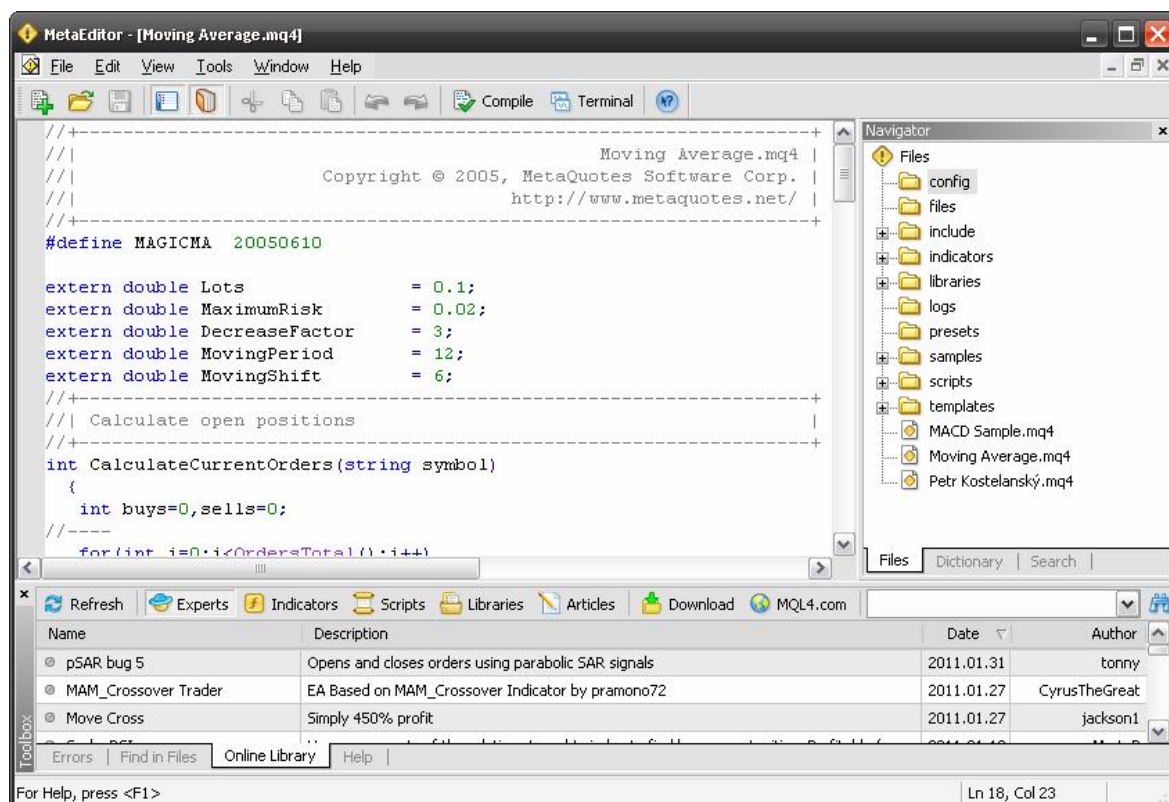 MetaEditor - [Moving Average.mq4]
File Edit View Tools Window Help
Compile Terminal
//+------------------------------------------------------------------+
//| Moving Average.mq4 |
//| Copyright © 2005, MetaQuotes Software Corp. |
//| http://www.metaquotes.net/ |
//+------------------------------------------------------------------+
#define MAGICMA 20050610
extern double Lots = 0.1;
extern double MaximumRisk = 0.02;
extern double DecreaseFactor = 3;
extern double MovingPeriod = 12;
extern double MovingShift = 6;
//+------------------------------------------------------------------+
//| Calculate open positions |
//+------------------------------------------------------------------+
int CalculateCurrentOrders(string symbol)
{
int buys=0,sells=0;
//----
for(int i=0;i<OrdersTotal();i++)
Navigator
Files
config
files
include
indicators
libraries
logs
presets
samples
scripts
templates
MACD Sample.mq4
Moving Average.mq4
Petr Kostelanský.mq4
Files Dictionary | Search |
Refresh Experts Indicators Scripts Libraries Articles Download MQL4.com
Name Description Date Author
pSAR bug 5 Opens and closes orders using parabolic SAR signals 2011.01.31 tonny
MAM_Crossover Trader EA Based on MAM_Crossover Indicator by pramono72 2011.01.27 CyrusTheGreat
Move Cross Simply 450% profit 2011.01.27 jackson1
Toolbox
Errors | Find in Files Online Library Help |
For Help, press <F1> Ln 18, Col 23